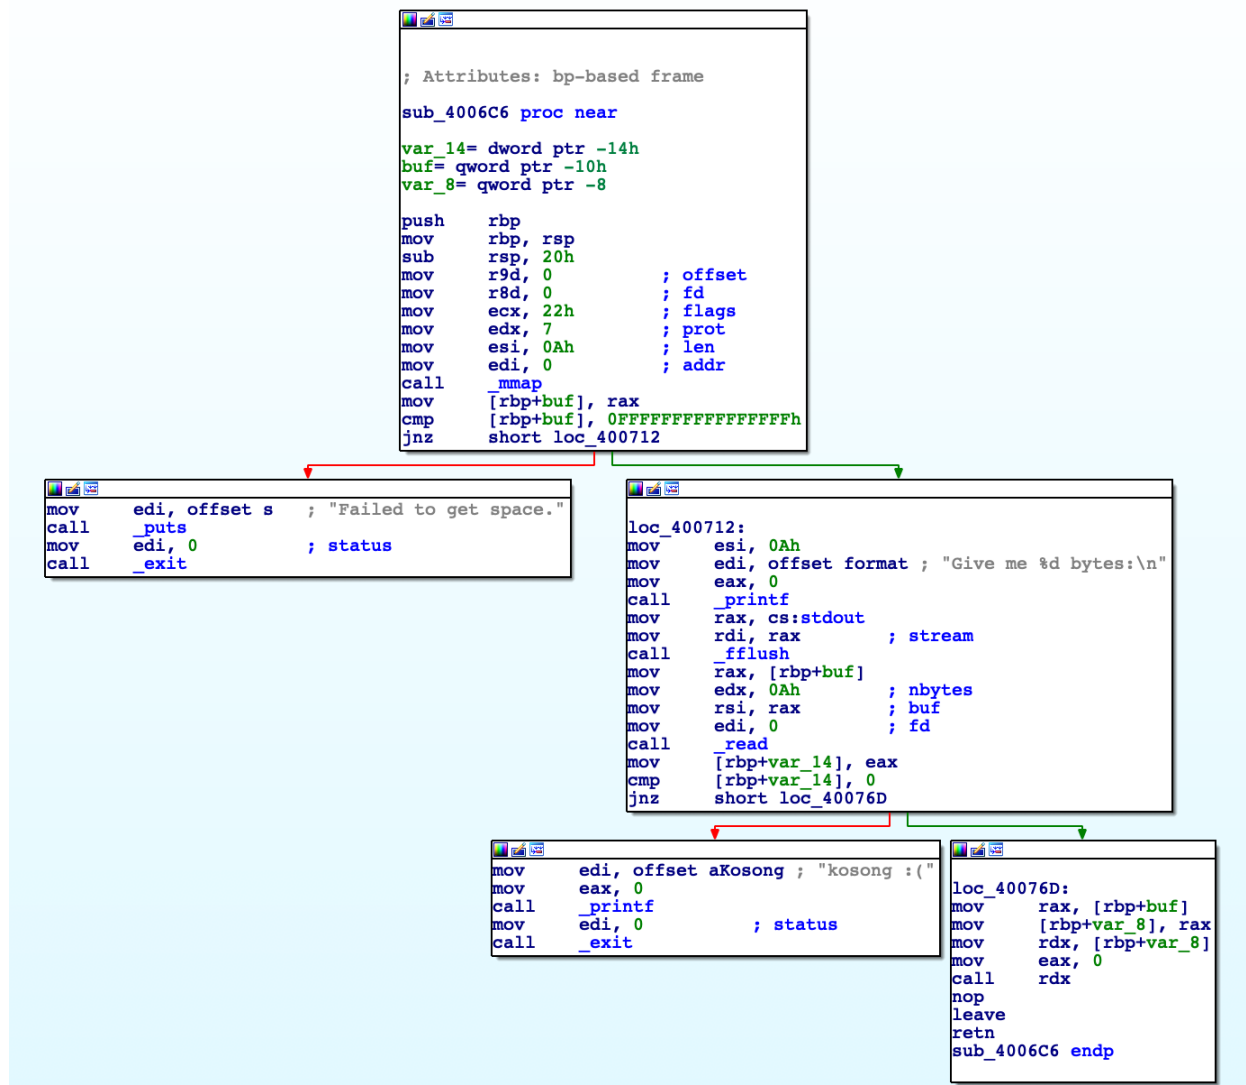 ; Attributes: bp-based frame
sub_4006C6 proc near
var_14= dword ptr -14h
buf= qword ptr -10h
var_8= qword ptr -8
push rbp
mov rbp, rsp
sub rsp, 20h
mov r9d, 0 ; offset
mov r8d, 0 ; fd
mov ecx, 22h ; flags
mov edx, 7 ; prot
mov esi, 0Ah ; len
mov edi, 0 ; addr
call _mmap
mov [rbp+buf], rax
cmp [rbp+buf], 0FFFFFFFFFFFFFFFFh
jnz short loc_400712
mov edi, offset s ; "Failed to get space."
call _puts
mov edi, 0 ; status
call _exit
loc_400712:
mov esi, 0Ah
mov edi, offset format ; "Give me %d bytes:\n"
mov eax, 0
call _printf
mov rax, cs:stdout
mov rdi, rax ; stream
call _fflush
mov rax, [rbp+buf]
mov edx, 0Ah ; nbytes
mov rsi, rax ; buf
mov edi, 0 ; fd
call _read
mov [rbp+var_14], eax
cmp [rbp+var_14], 0
jnz short loc_40076D
mov edi, offset aKosong ; "kosong :("
mov eax, 0
call _printf
mov edi, 0 ; status
call _exit
loc_40076D:
mov rax, [rbp+buf]
mov [rbp+var_8], rax
mov rdx, [rbp+var_8]
mov eax, 0
call rdx
nop
leave
retn
sub_4006C6 endp